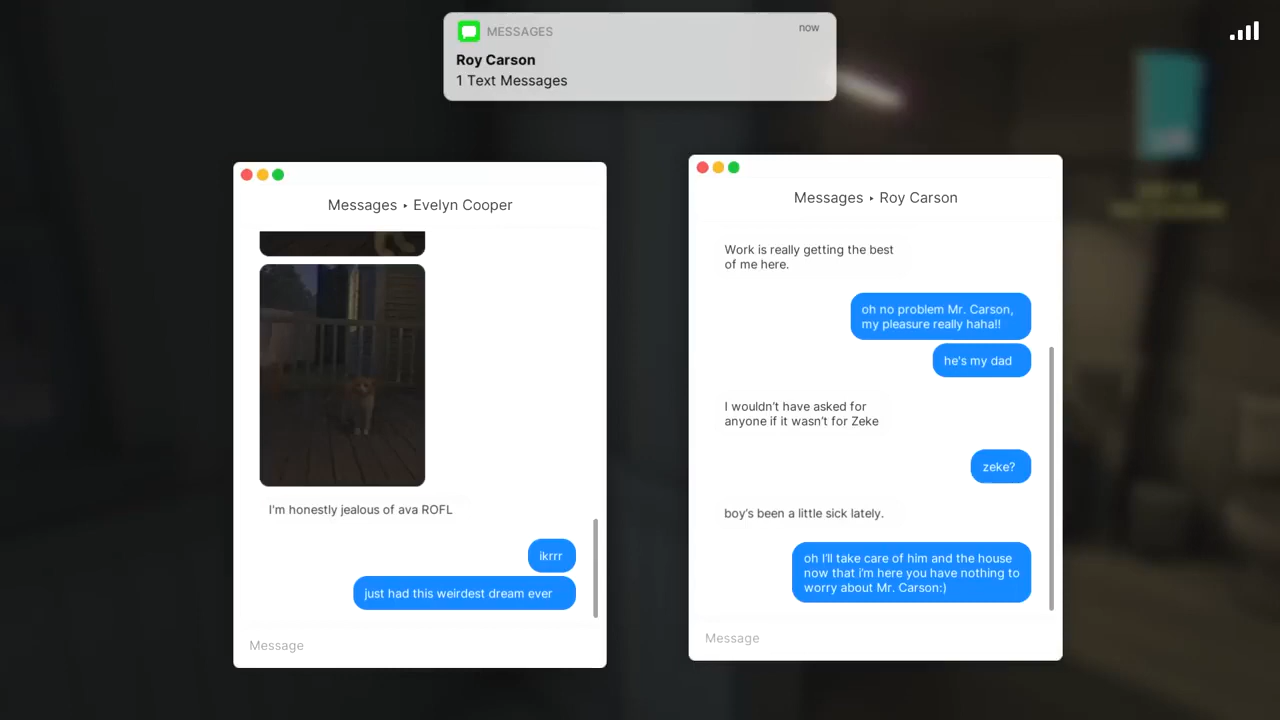 MESSAGES
now
Roy Carson
1 Text Messages
Messages ‣ Evelyn Cooper
I'm honestly jealous of ava ROFL
ikrrr
just had this weirdest dream ever
Message
Messages ‣ Roy Carson
Work is really getting the best
of me here.
oh no problem Mr. Carson,
my pleasure really haha!!
he's my dad
I wouldn't have asked for
anyone if it wasn't for Zeke
zeke?
boy's been a little sick lately.
oh I'll take care of him and the house
now that i'm here you have nothing to
worry about Mr. Carson:)
Message